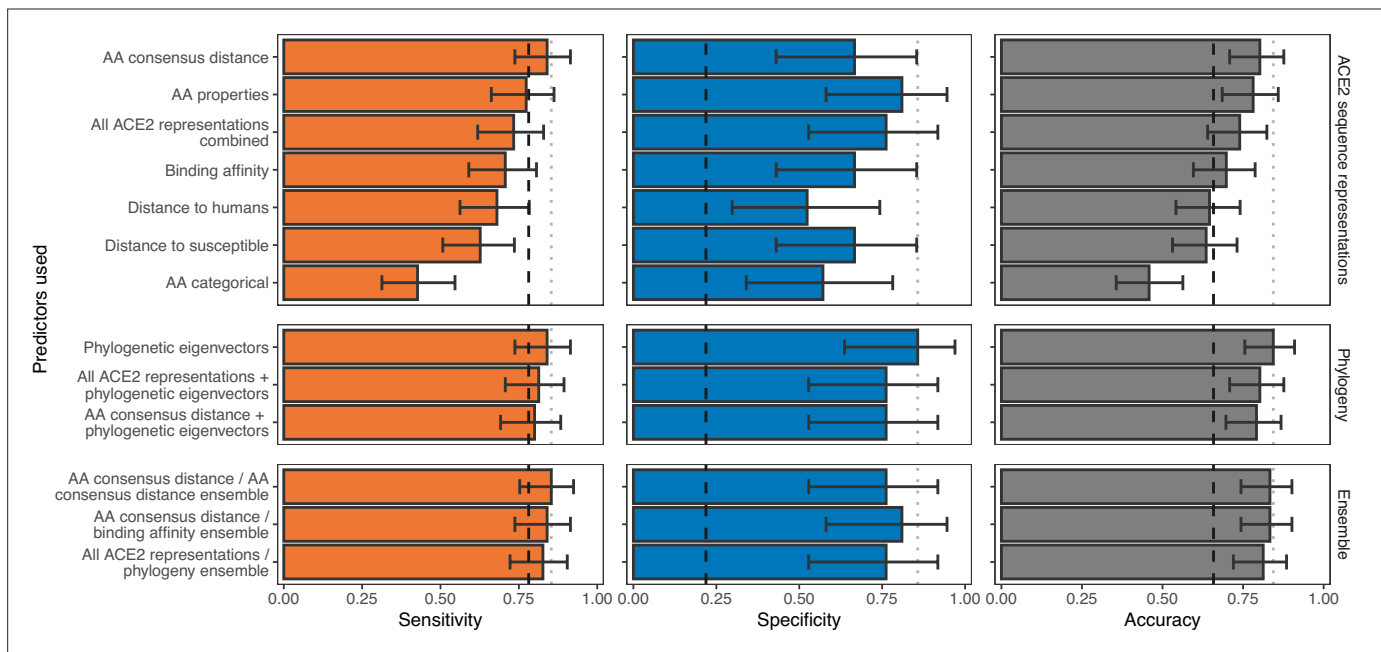 Predictors used
AA consensus distance
AA properties
All ACE2 representations
combined
Binding affinity
Distance to humans
Distance to susceptible
AA categorical
ACE2 sequence representations
Phylogenetic eigenvectors
All ACE2 representations +
phylogenetic eigenvectors
AA consensus distance +
phylogenetic eigenvectors
Phylogeny
AA consensus distance / AA
consensus distance ensemble
AA consensus distance /
binding affinity ensemble
All ACE2 representations /
phylogeny ensemble
Ensemble
0.00 0.25 0.50 0.75 1.00
Sensitivity
0.00 0.25 0.50 0.75 1.00
Specificity
0.00 0.25 0.50 0.75 1.00
Accuracy